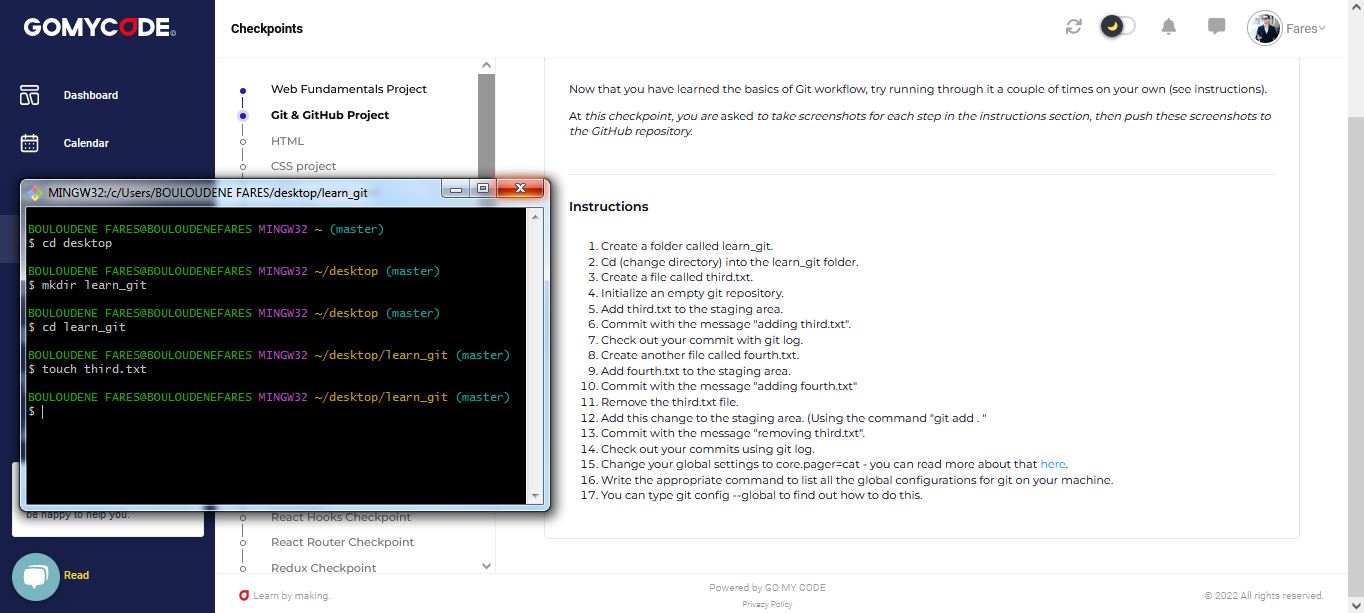 GOMYCODE
Checkpoints
Fares
Dashboard
Calendar
Web Fundamentals Project
Git & GitHub Project
HTML
CSS project
Now that you have learned the basics of Git workflow, try running through it a couple of times on your own (see instructions).
At this checkpoint, you are asked to take screenshots for each step in the instructions section, then push these screenshots to
the GitHub repository.
MINGW32:/c/Users/BOULOUDENE FARES/desktop/learn_git
BOULOUDENE FARES@BOULOUDENEFARES MINGW32 ~ (master)
$ cd desktop
BOULOUDENE FARES@BOULOUDENEFARES MINGW32 ~/desktop (master)
$ mkdir learn_git
BOULOUDENE FARES@BOULOUDENEFARES MINGW32 ~/desktop (master)
$ cd learn_git
BOULOUDENE FARES@BOULOUDENEFARES MINGW32 ~/desktop/learn_git (master)
$ touch third.txt
BOULOUDENE FARES@BOULOUDENEFARES MINGW32 ~/desktop/learn_git (master)
$
Instructions
1. Create a folder called learn_git.
2. Cd (change directory) into the learn_git folder.
3. Create a file called third.txt.
4. Initialize an empty git repository.
5. Add third.txt to the staging area.
6. Commit with the message "adding third.txt".
7. Check out your commit with git log.
8. Create another file called fourth.txt.
9. Add fourth.txt to the staging area.
10. Commit with the message "adding fourth.txt"
11. Remove the third.txt file.
12. Add this change to the staging area. (Using the command "git add . "
13. Commit with the message "removing third.txt".
14. Check out your commits using git log.
15. Change your global settings to core.pager=cat - you can read more about that here.
16. Write the appropriate command to list all the global configurations for git on your machine.
17. You can type git config --global to find out how to do this.
be happy to help you.
Read
React Hooks Checkpoint
React Router Checkpoint
Redux Checkpoint
Learn by making.
Powered by GO MY CODE
Privacy Policy
© 2022 All rights reserved.